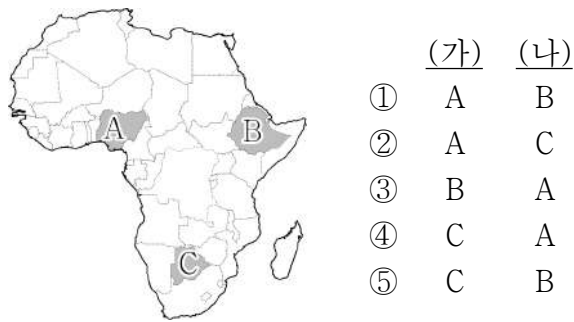 (가) (나)
① A B
② A C
③ B A
④ C A
⑤ C B
A
B
C